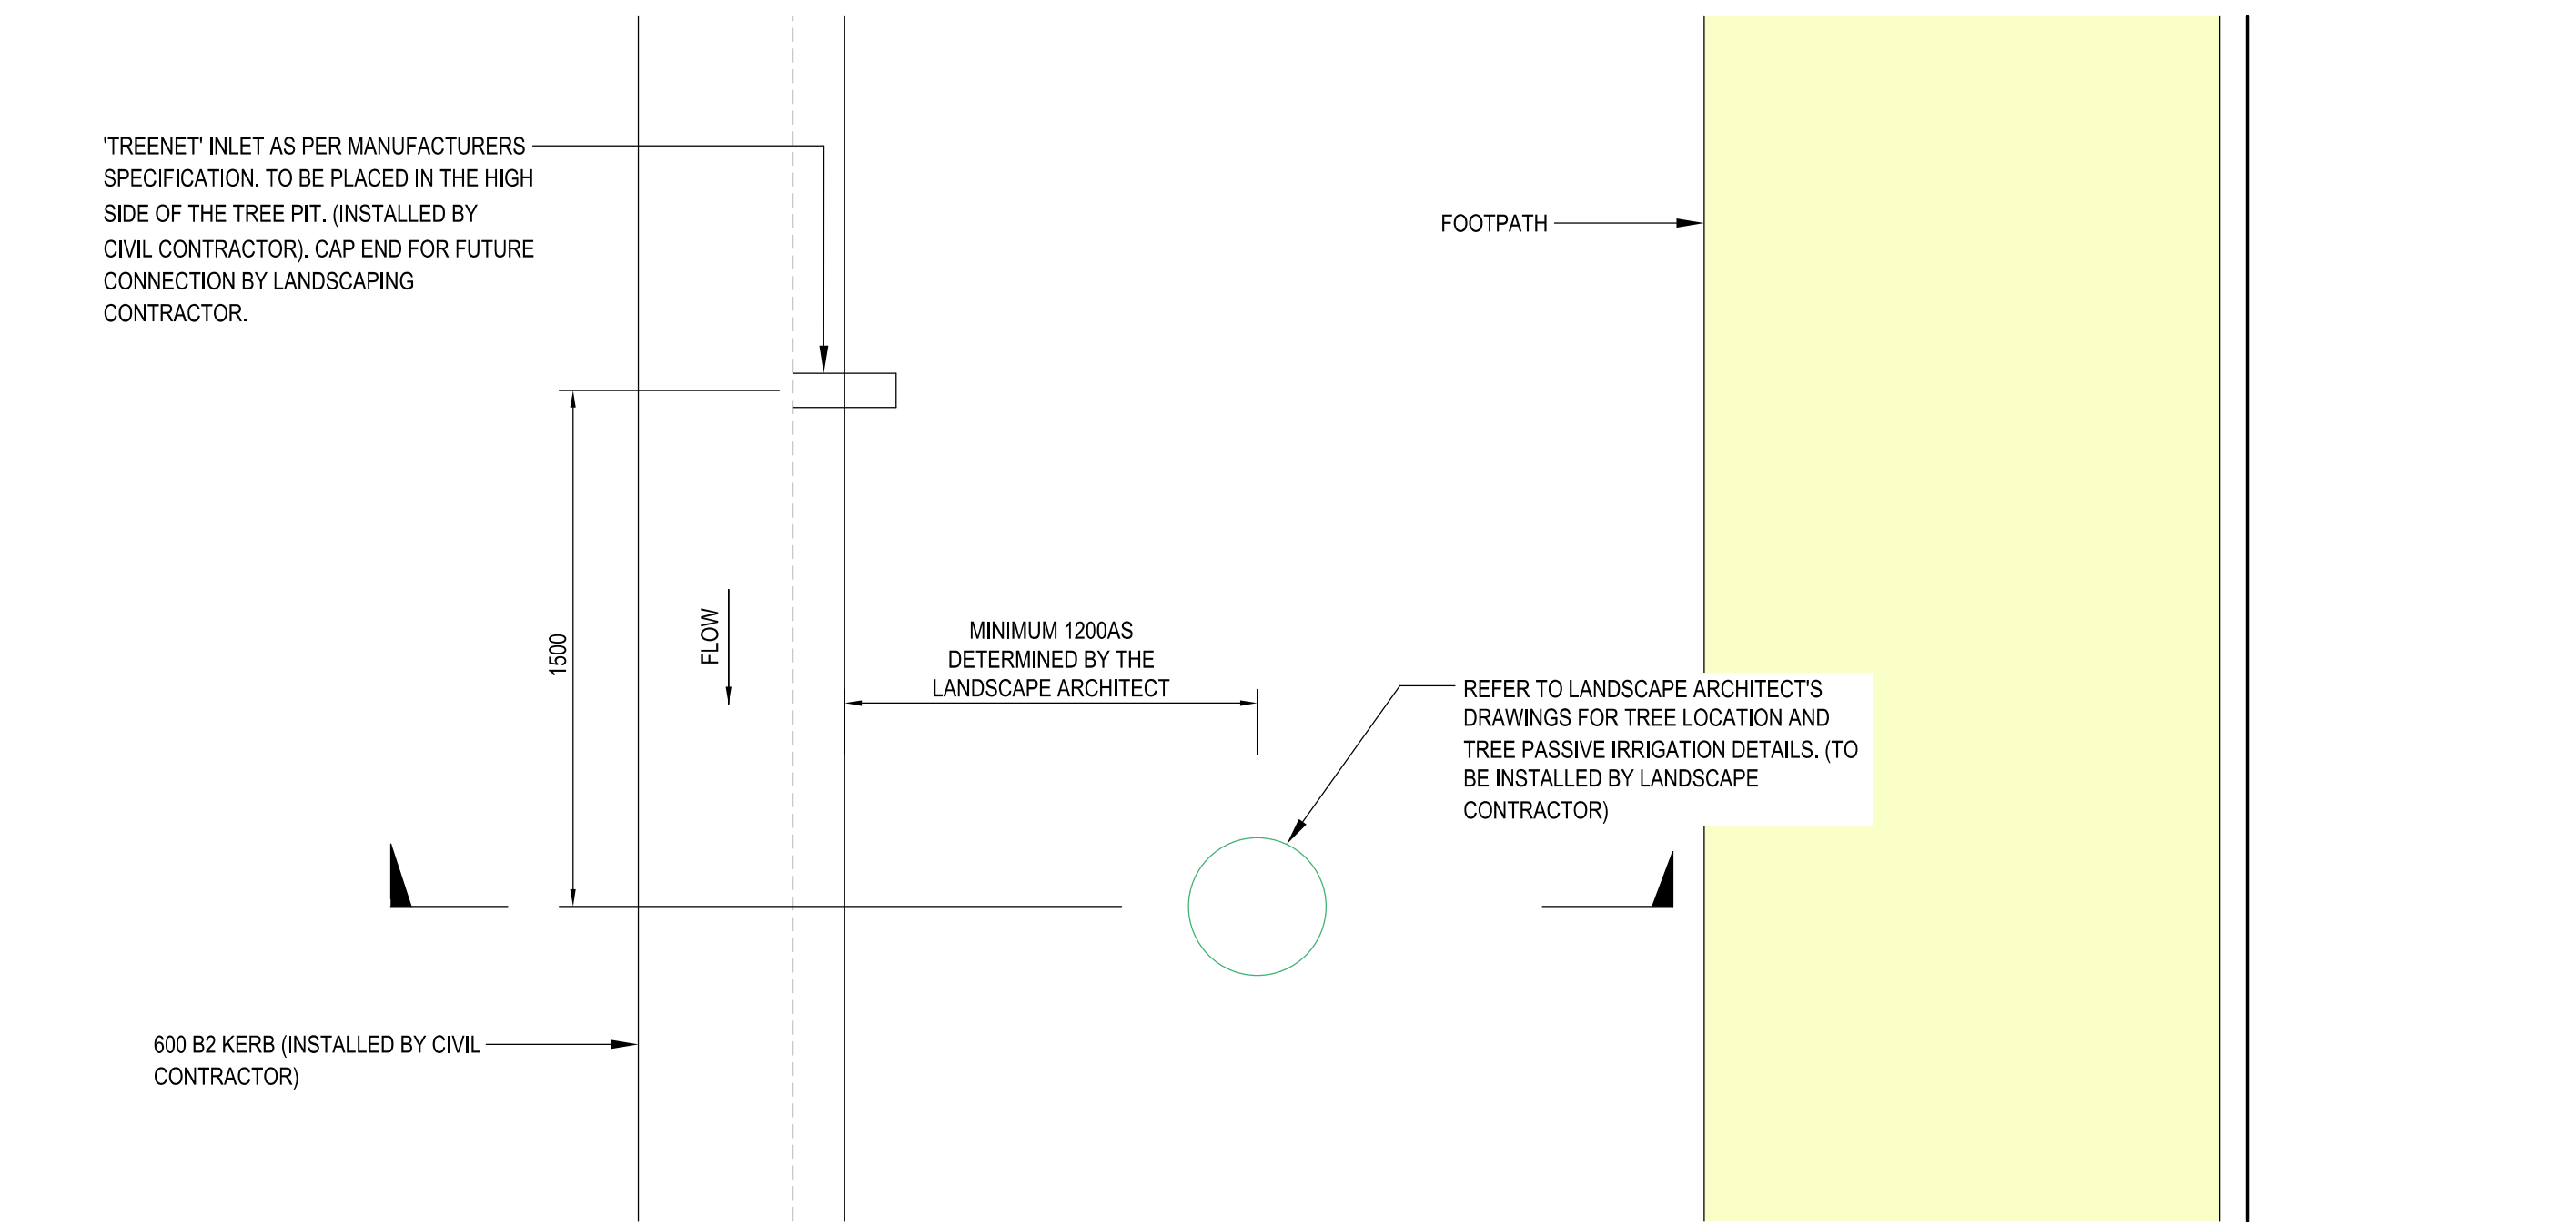 'TREENET' INLET AS PER MANUFACTURERS
SPECIFICATION. TO BE PLACED IN THE HIGH
SIDE OF THE TREE PIT. (INSTALLED BY
CIVIL CONTRACTOR). CAP END FOR FUTURE
CONNECTION BY LANDSCAPING
CONTRACTOR.
FOOTPATH
1500
FLOW
MINIMUM 1200AS
DETERMINED BY THE
LANDSCAPE ARCHITECT
REFER TO LANDSCAPE ARCHITECT'S
DRAWINGS FOR TREE LOCATION AND
TREE PASSIVE IRRIGATION DETAILS. (TO
BE INSTALLED BY LANDSCAPE
CONTRACTOR)
600 B2 KERB (INSTALLED BY CIVIL
CONTRACTOR)